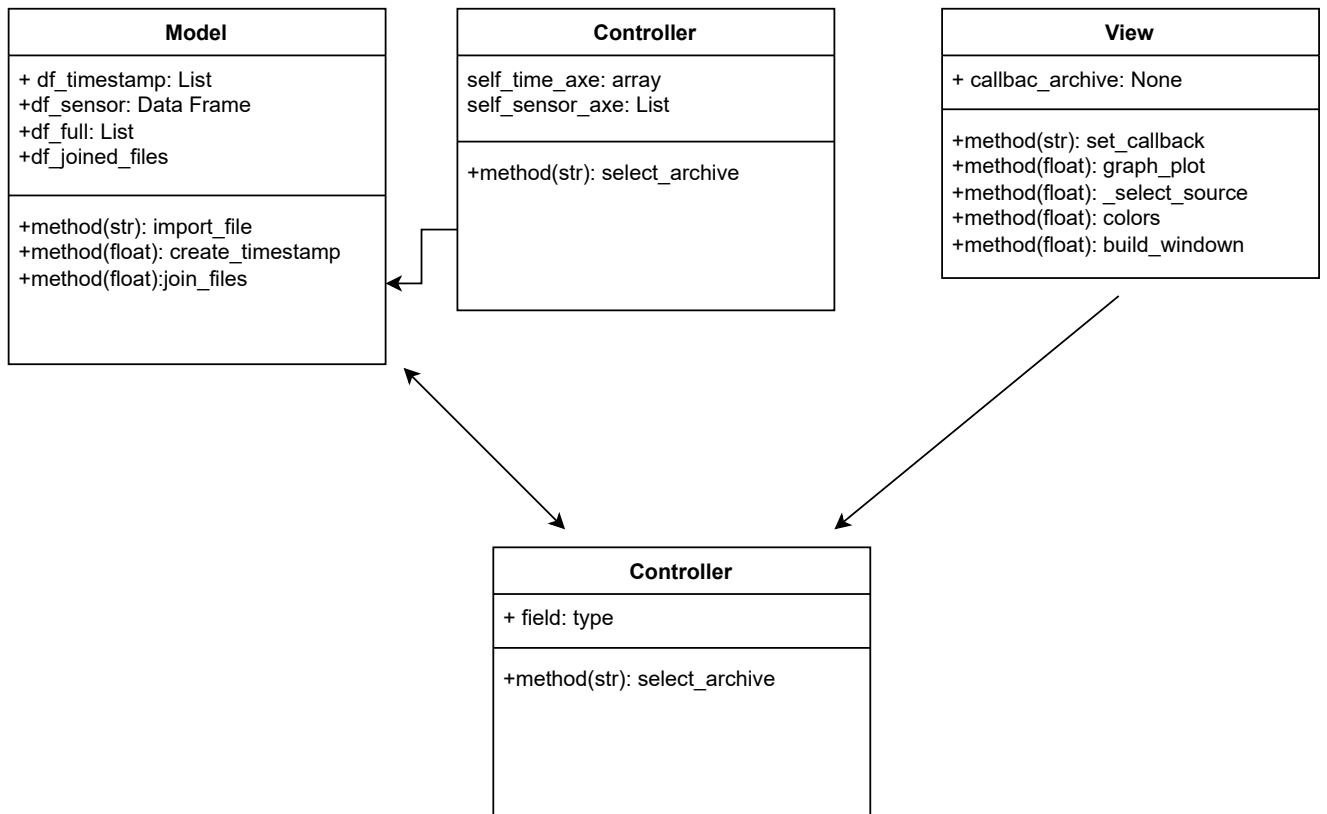 Model
+ df_timestamp: List
+df_sensor: Data Frame
+df_full: List
+df_joined_files
+method(str): import_file
+method(float): create_timestamp
+method(float):join_files
Controller
self_time_axe: array
self_sensor_axe: List
+method(str): select_archive
View
+ callbac_archive: None
+method(str): set_callback
+method(float): graph_plot
+method(float): _select_source
+method(float): colors
+method(float): build_windown
Controller
+ field: type
+method(str): select_archive